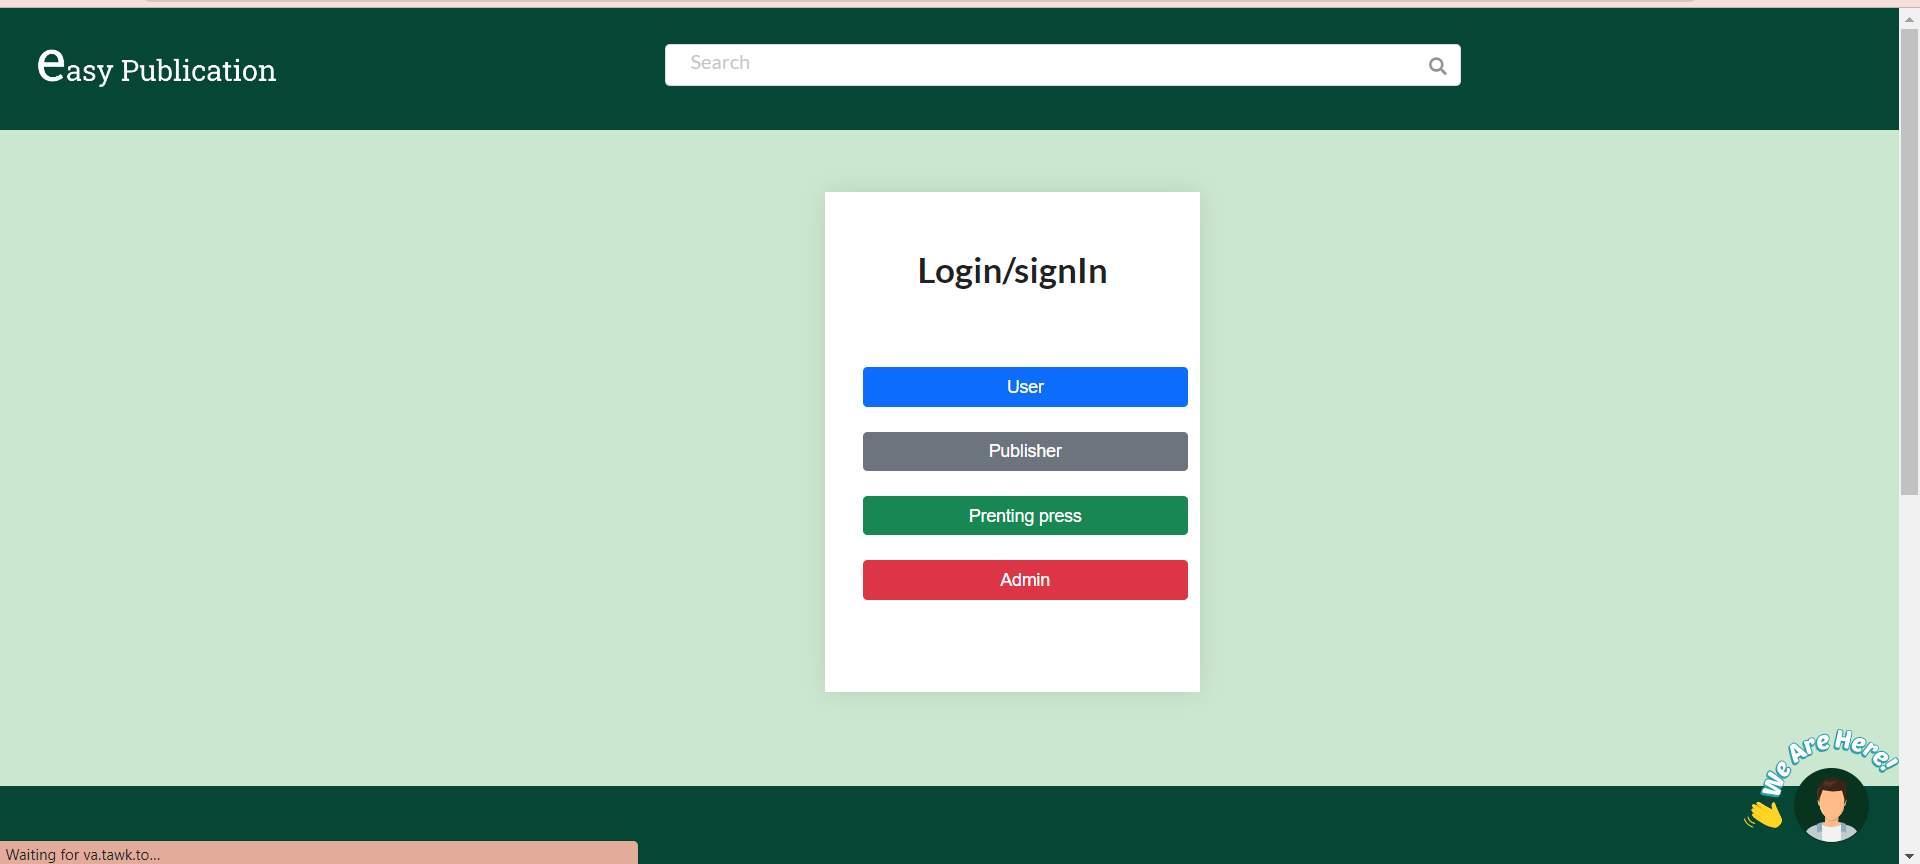 easy Publication
Search
Login/signIn
User
Publisher
Prenting press
Admin
We Are Here!
Waiting for va.tawk.to...